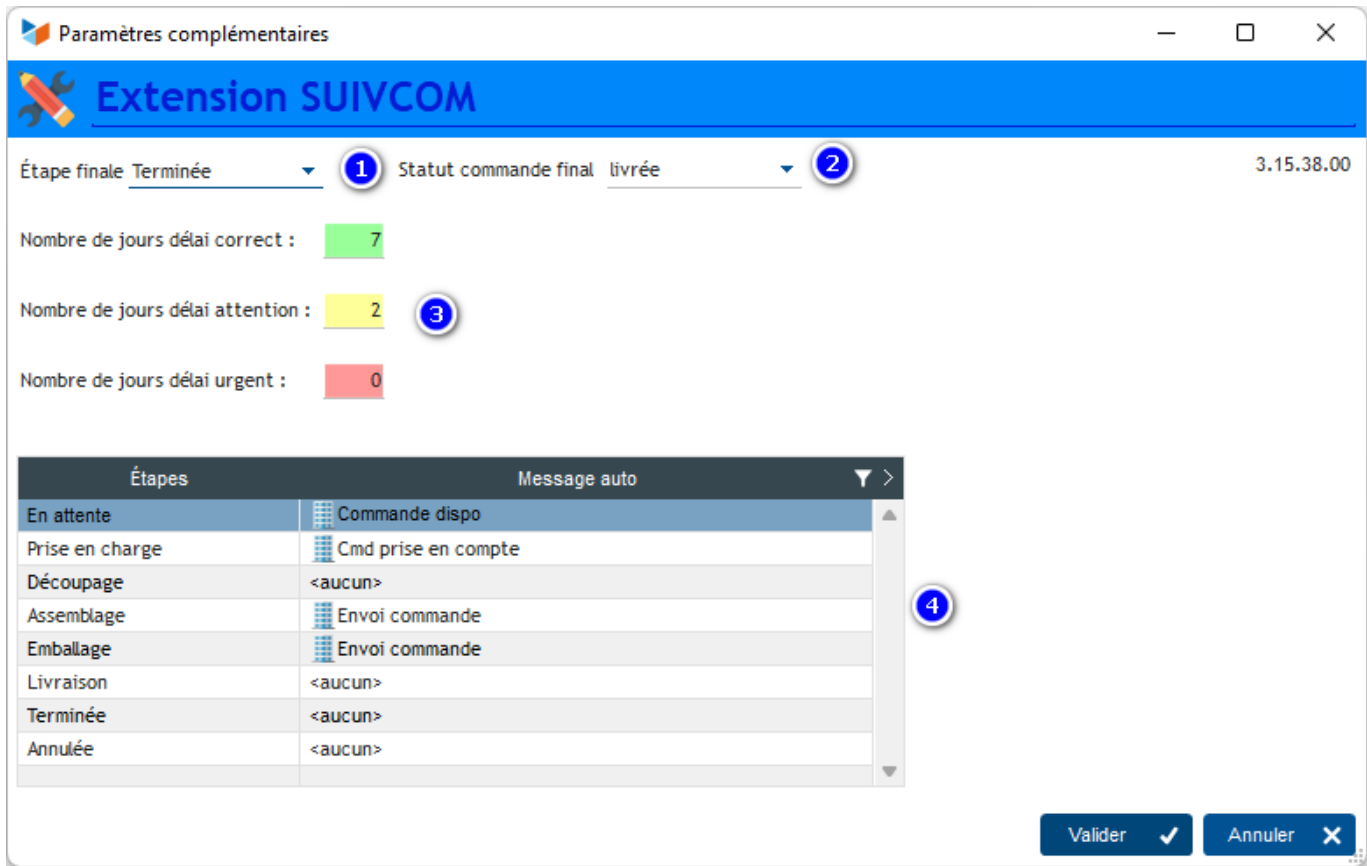 Paramètres complémentaires
Extension SUIVCOM
Étape finale Terminée 1 Statut commande final livrée 2 3.15.38.00
Nombre de jours délai correct : 7
Nombre de jours délai attention : 2 3
Nombre de jours délai urgent : 0
Étapes Message auto
En attente Commande dispo
Prise en charge Cmd prise en compte
Découpage <aucun>
Assemblage Envoi commande 4
Emballage Envoi commande
Livraison <aucun>
Terminée <aucun>
Annulée <aucun>
Valider Annuler